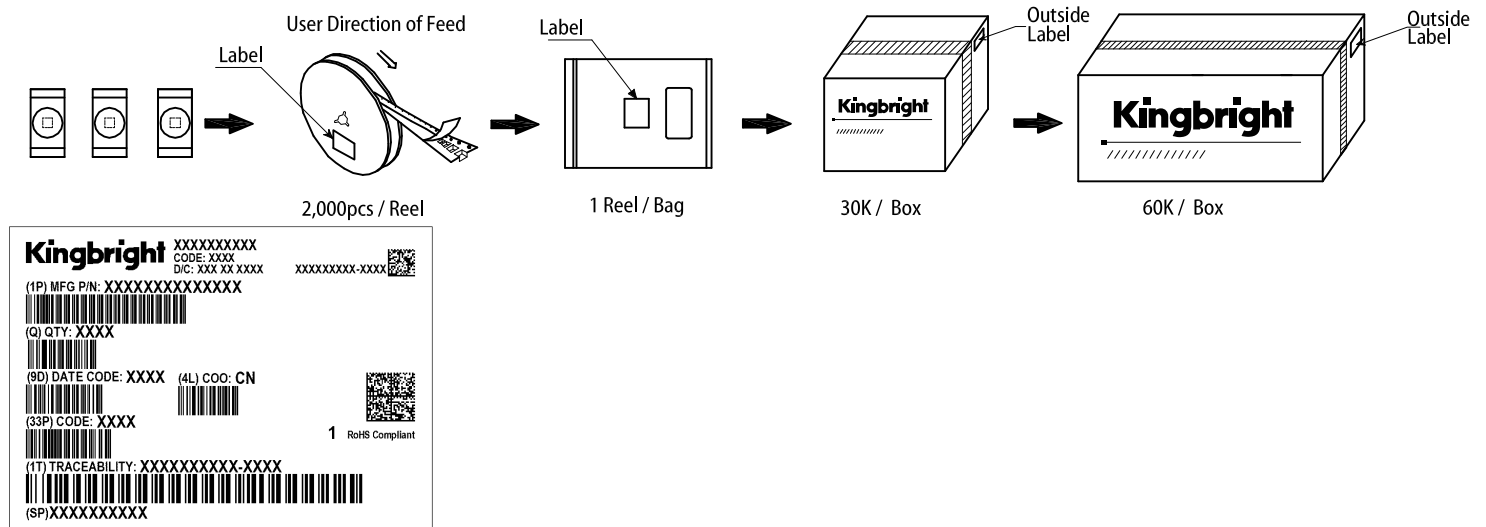 User Direction of Feed
Label
Label
Outside
Label
Outside
Label
Kingbright
Kingbright
2,000pcs / Reel
1 Reel / Bag
30K / Box
60K / Box
Kingbright
XXXXXXXXXX
CODE: XXXX
D/C: XXX XX XXXX
XXXXXXXXX-XXXX
(1P) MFG P/N: XXXXXXXXXXXXXX
(Q) QTY: XXXX
(9D) DATE CODE: XXXX
(4L) COO: CN
(33P) CODE: XXXX
1 RoHS Compliant
(1T) TRACEABILITY: XXXXXXXXXX-XXXX
(SP)XXXXXXXXXX